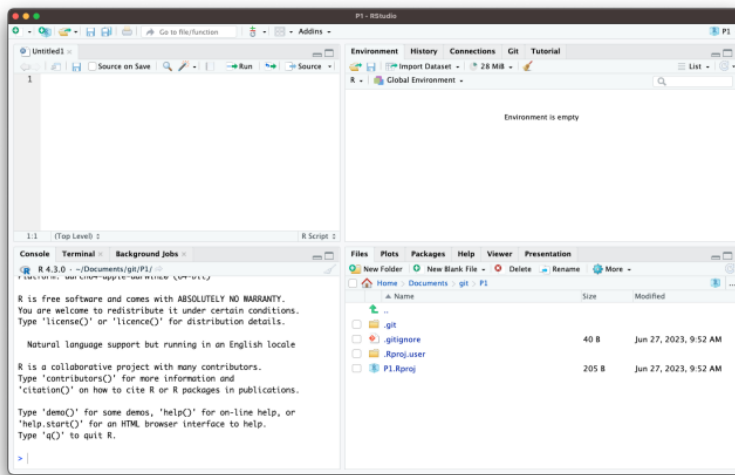 P1 - RStudio
Go to file/function Addins P1
Untitled1
Source on Save Run Source
1
1:1 (Top Level) R Script
Console Terminal Background Jobs
R 4.3.0 · ~/Documents/git/P1/
R is free software and comes with ABSOLUTELY NO WARRANTY.
You are welcome to redistribute it under certain conditions.
Type 'license()' or 'licence()' for distribution details.
Natural language support but running in an English locale
R is a collaborative project with many contributors.
Type 'contributors()' for more information and
'citation()' on how to cite R or R packages in publications.
Type 'demo()' for some demos, 'help()' for on-line help, or
'help.start()' for an HTML browser interface to help.
Type 'q()' to quit R.
>
Environment History Connections Git Tutorial
Import Dataset 28 MiB List
R Global Environment
Environment is empty
Files Plots Packages Help Viewer Presentation
New Folder New Blank File Delete Rename More
Home Documents git P1
Name Size Modified
..
.git
.gitignore 40 B Jun 27, 2023, 9:52 AM
.Rproj.user
P1.Rproj 205 B Jun 27, 2023, 9:52 AM